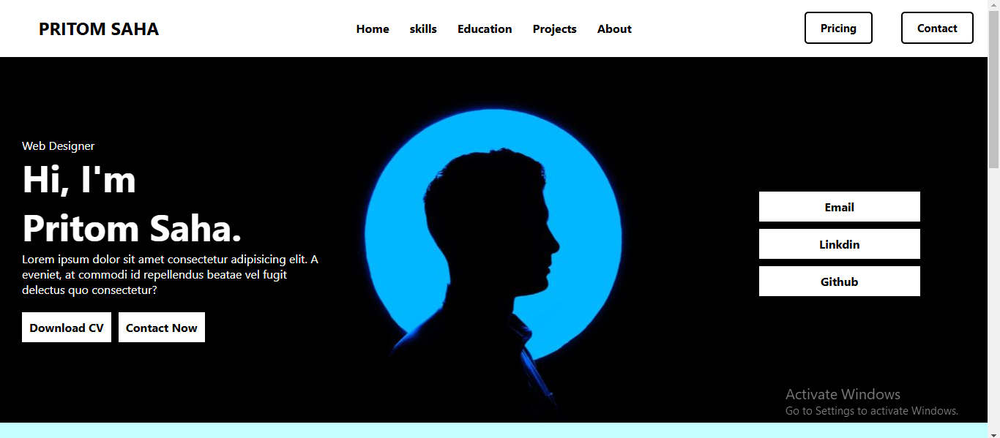 PRITOM SAHA
Home skills Education Projects About
Pricing Contact
Web Designer
Hi, I'm
Pritom Saha.
Lorem ipsum dolor sit amet consectetur adipisicing elit. A
eveniet, at commodi id repellendus beatae vel fugit
delectus quo consectetur?
Download CV Contact Now
Email
Linkdin
Github
Activate Windows
Go to Settings to activate Windows.